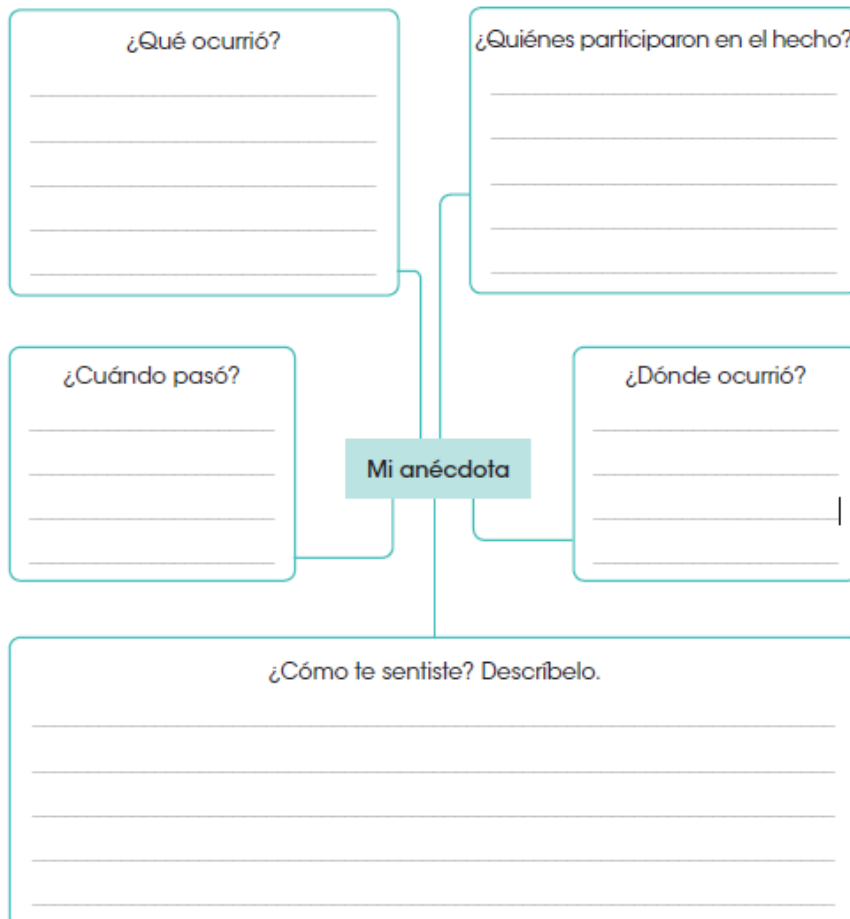 ¿Qué ocurrió?
¿Quiénes participaron en el hecho?
¿Cuándo pasó?
¿Dónde ocurrió?
Mi anécdota
¿Cómo te sentiste? Descríbelo.